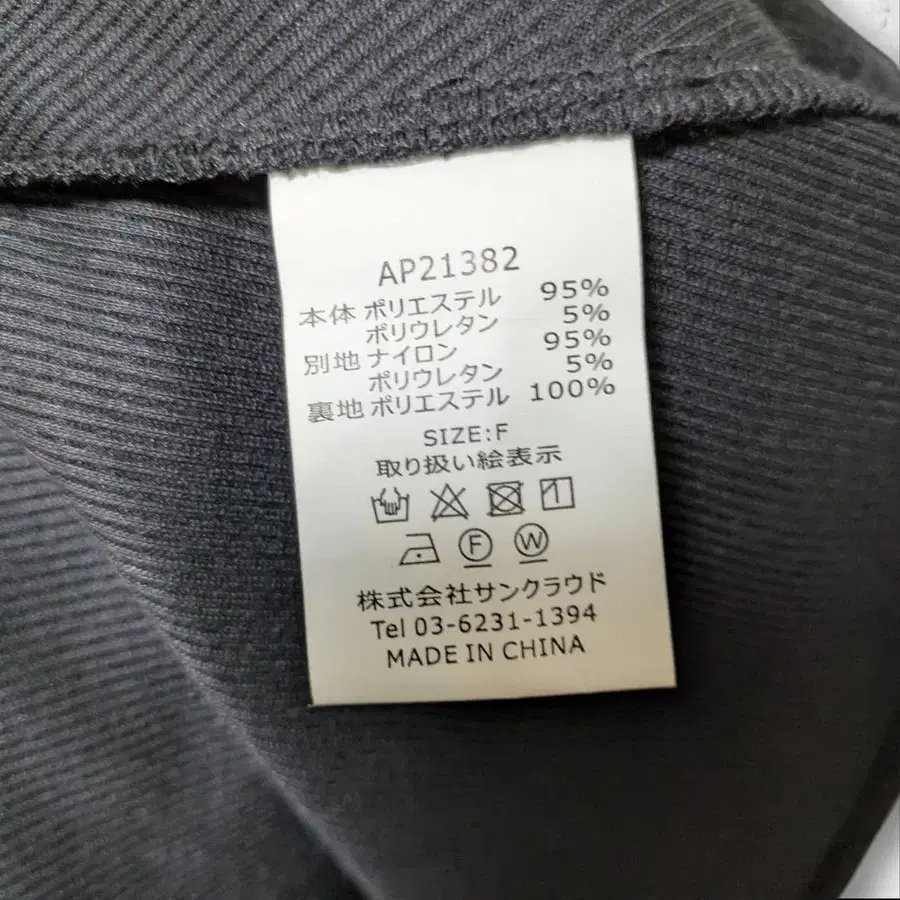 AP21382
本体 ポリエステル 95%
ポリウレタン 5%
別地 ナイロン 95%
ポリウレタン 5%
裏地 ポリエステル 100%
SIZE:F
取り扱い絵表示
F W
株式会社サンクラウド
Tel 03-6231-1394
MADE IN CHINA